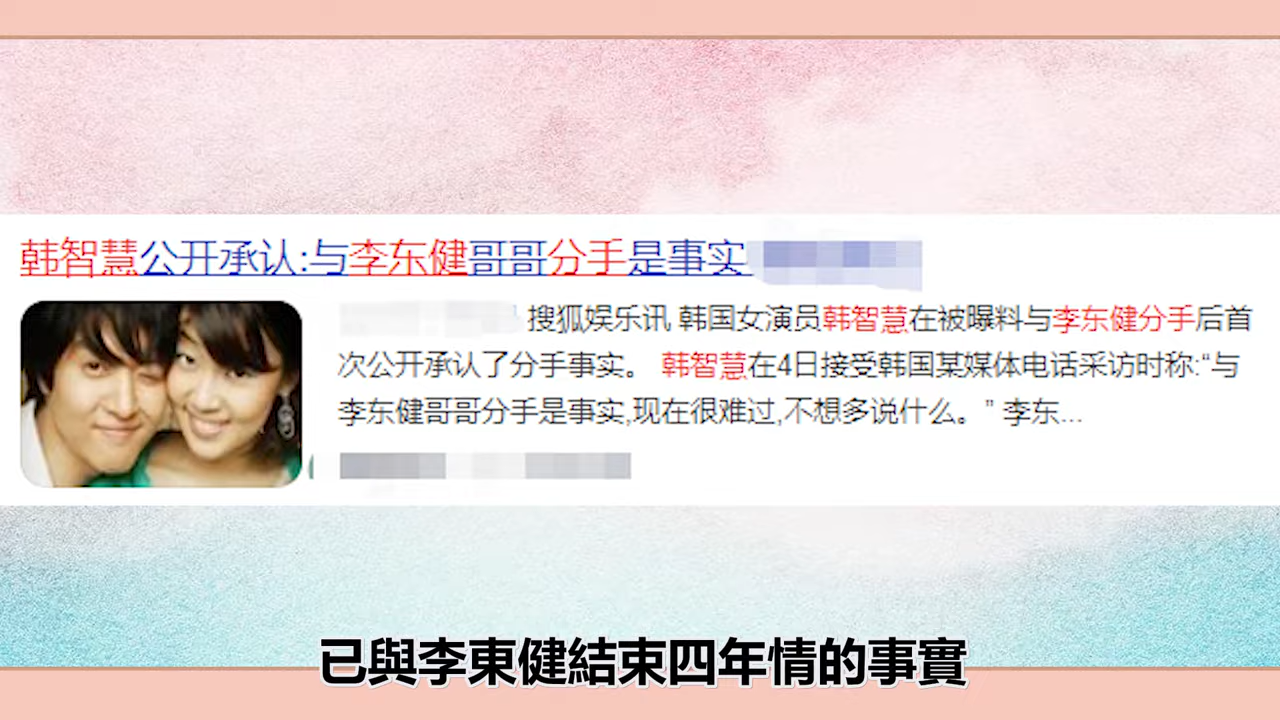 韩智慧公开承认:与李东健哥哥分手是事实
搜狐娱乐讯 韩国女演员韩智慧在被曝料与李东健分手后首
次公开承认了分手事实。 韩智慧在4日接受韩国某媒体电话采访时称:“与
李东健哥哥分手是事实,现在很难过,不想多说什么。” 李东...
已與李東健結束四年情的事實